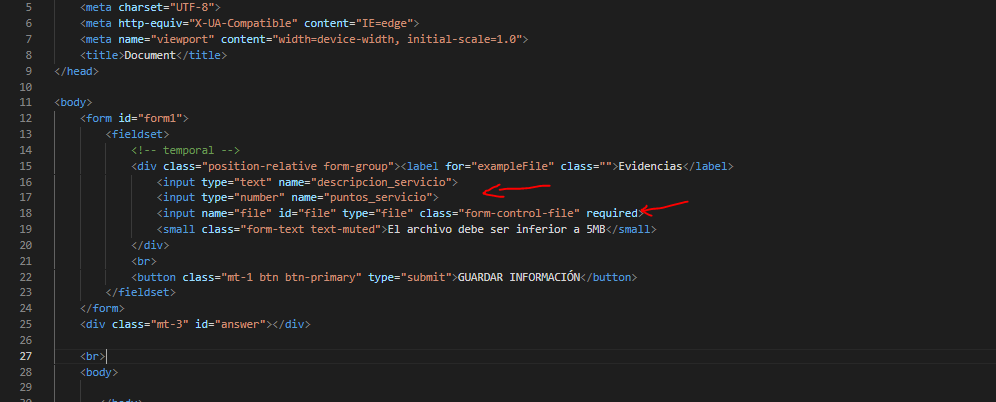 5 <meta charset="UTF-8">
6 <meta http-equiv="X-UA-Compatible" content="IE=edge">
7 <meta name="viewport" content="width=device-width, initial-scale=1.0">
8 <title>Document</title>
9 </head>
10
11 <body>
12 <form id="form1">
13 <fieldset>
14 <!-- temporal -->
15 <div class="position-relative form-group"><label for="exampleFile" class="">Evidencias</label>
16 <input type="text" name="descripcion_servicio">
17 <input type="number" name="puntos_servicio">
18 <input name="file" id="file" type="file" class="form-control-file" required>
19 <small class="form-text text-muted">El archivo debe ser inferior a 5MB</small>
20 </div>
21 <br>
22 <button class="mt-1 btn btn-primary" type="submit">GUARDAR INFORMACIÓN</button>
23 </fieldset>
24 </form>
25 <div class="mt-3" id="answer"></div>
26
27 <br>
28 <body>
29